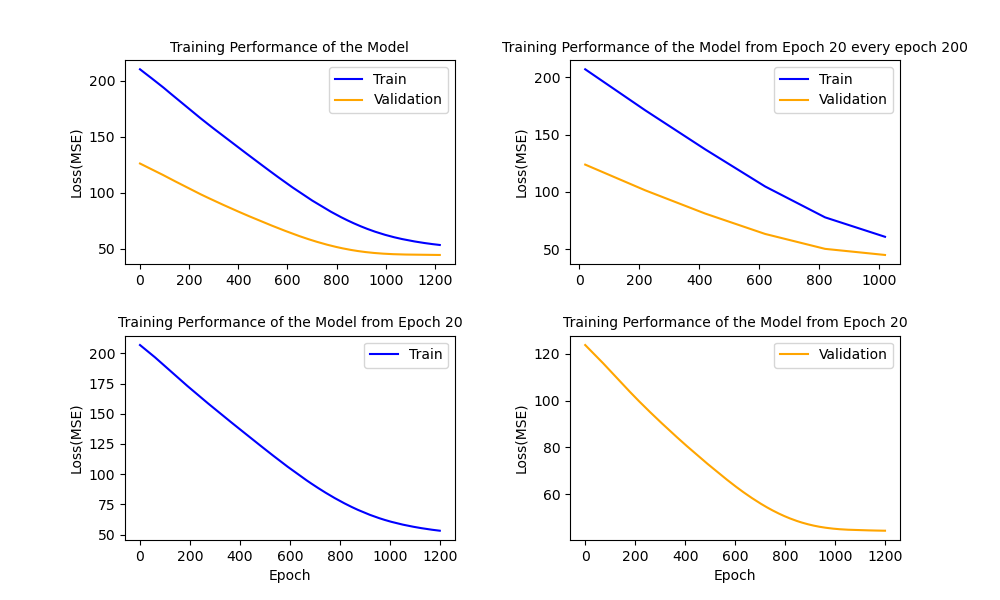 Training Performance of the Model
Loss(MSE)
200
150
100
50
0 200 400 600 800 1000 1200
Train
Validation
Training Performance of the Model from Epoch 20 every epoch 200
Loss(MSE)
200
150
100
50
0 200 400 600 800 1000
Train
Validation
Training Performance of the Model from Epoch 20
Loss(MSE)
200
175
150
125
100
75
50
0 200 400 600 800 1000 1200
Epoch
Train
Training Performance of the Model from Epoch 20
Loss(MSE)
120
100
80
60
0 200 400 600 800 1000 1200
Epoch
Validation